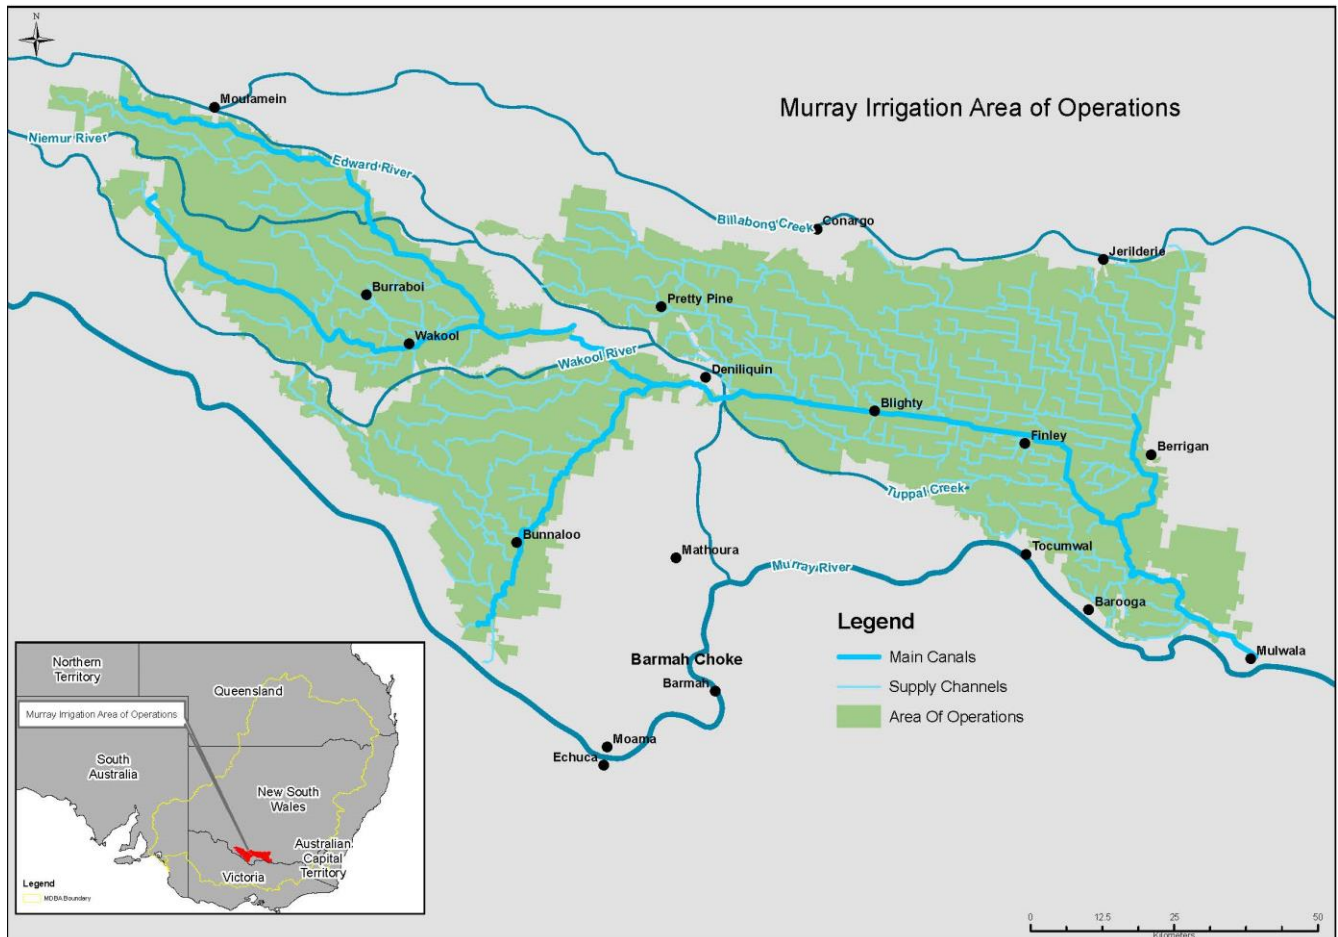 N
Murray Irrigation Area of Operations
Moulamein
Niemur River
Edward River
Billabong Creek
Conargo
Jerilderie
Burraboi
Pretty Pine
Wakool
Wakool River
Deniliquin
Blighty
Finley
Berrigan
Tuppal Creek
Bunnaloo
Mathoura
Tocumwal
Murray River
Barooga
Mulwala
Barmah Choke
Barmah
Moama
Echuca
Legend
Main Canals
Supply Channels
Area Of Operations
Northern
Territory
Queensland
Murray Irrigation Area of Operations
South
Australia
New South
Wales
Australian
Capital
Territory
Victoria
Legend
MDBA Boundary
0 12.5 25 50
Kilometers